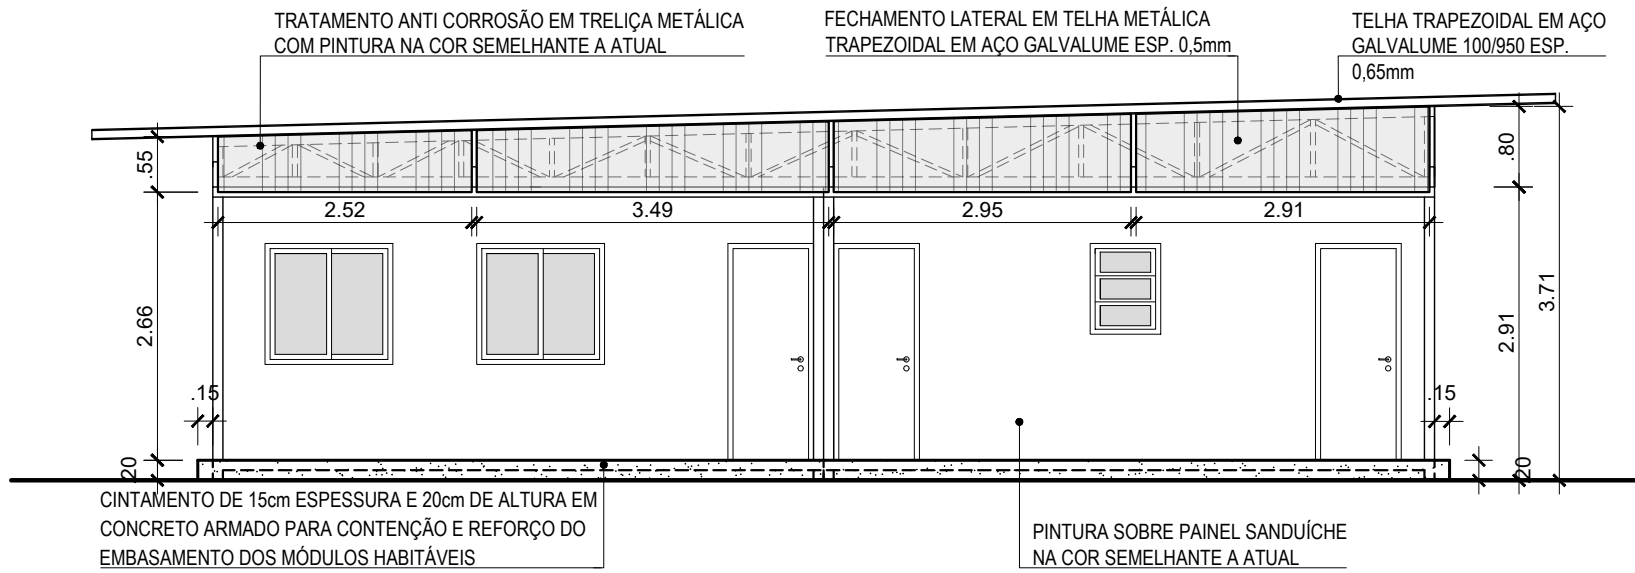 TRATAMENTO ANTI CORROSÃO EM TRELIÇA METÁLICA
COM PINTURA NA COR SEMELHANTE A ATUAL
FECHAMENTO LATERAL EM TELHA METÁLICA
TRAPEZOIDAL EM AÇO GALVALUME ESP. 0,5mm
TELHA TRAPEZOIDAL EM AÇO
GALVALUME 100/950 ESP.
0,65mm
.55
.80
2.52
3.49
2.95
2.91
2.66
2.91
3.71
.15
.15
20
20
CINTAMENTO DE 15cm ESPESSURA E 20cm DE ALTURA EM
CONCRETO ARMADO PARA CONTENÇÃO E REFORÇO DO
EMBASAMENTO DOS MÓDULOS HABITÁVEIS
PINTURA SOBRE PAINEL SANDUÍCHE
NA COR SEMELHANTE A ATUAL